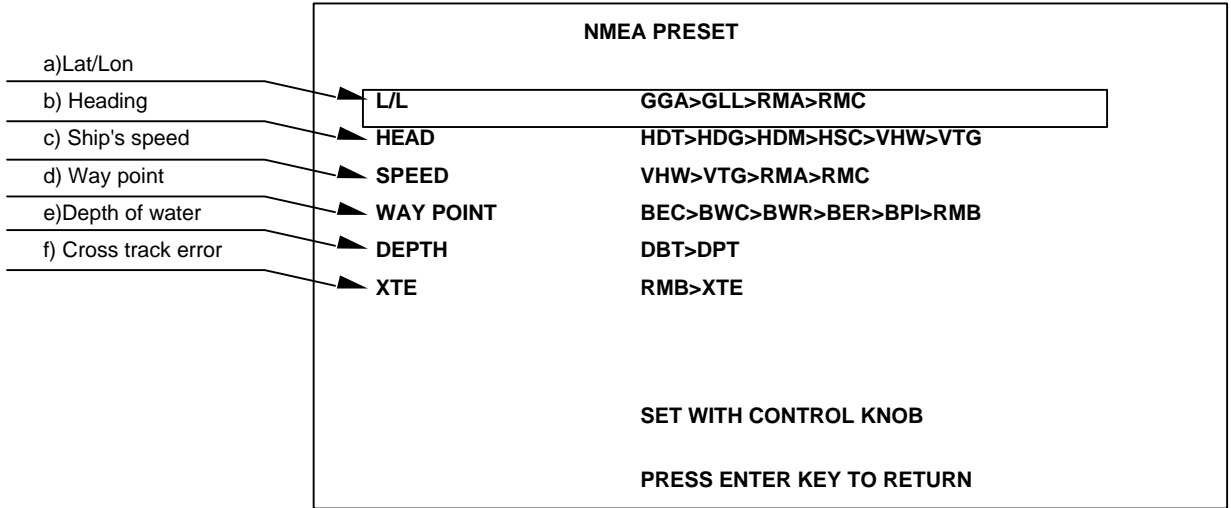 NMEA PRESET
a)Lat/Lon
b) Heading
c) Ship's speed
d) Way point
e)Depth of water
f) Cross track error
L/L GGA>GLL>RMA>RMC
HEAD HDT>HDG>HDM>HSC>VHW>VTG
SPEED VHW>VTG>RMA>RMC
WAY POINT BEC>BWC>BWR>BER>BPI>RMB
DEPTH DBT>DPT
XTE RMB>XTE
SET WITH CONTROL KNOB
PRESS ENTER KEY TO RETURN